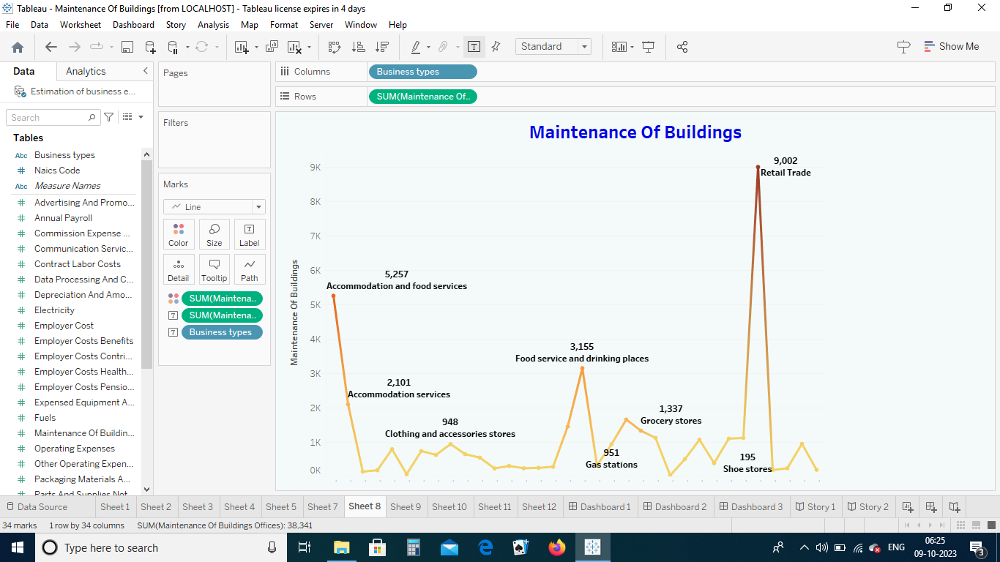 Tableau - Maintenance Of Buildings [from LOCALHOST] - Tableau license expires in 4 days
File Data Worksheet Dashboard Story Analysis Map Format Server Window Help
Standard
Show Me
Data Analytics
Estimation of business e...
Search
Tables
Abc Business types
# Naics Code
Abc Measure Names
# Advertising And Promo...
# Annual Payroll
# Commission Expense ...
# Communication Servic...
# Contract Labor Costs
# Data Processing And C...
# Depreciation And Amo...
# Electricity
# Employer Cost
# Employer Costs Benefits
# Employer Costs Contri...
# Employer Costs Health...
# Employer Costs Pensio...
# Expensed Equipment A...
# Fuels
# Maintenance Of Buildin...
# Operating Expenses
# Other Operating Expen...
# Packaging Materials A...
# Parts And Supplies Not
Pages
Filters
Marks
Line
Color Size Label
Detail Tooltip Path
SUM(Maintena..
SUM(Maintena..
Business types
Columns Business types
Rows SUM(Maintenance Of..
Maintenance Of Buildings
Maintenance Of Buildings
9K
8K
7K
6K
5K
4K
3K
2K
1K
0K
9,002
Retail Trade
5,257
Accommodation and food services
3,155
Food service and drinking places
2,101
Accommodation services
1,337
Grocery stores
948
Clothing and accessories stores
951
Gas stations
195
Shoe stores
Data Source Sheet 1 Sheet 2 Sheet 3 Sheet 4 Sheet 5 Sheet 7 Sheet 8 Sheet 9 Sheet 10 Sheet 11 Sheet 12 Dashboard 1 Dashboard 2 Dashboard 3 Story 1 Story 2
34 marks 1 row by 34 columns SUM(Maintenance Of Buildings Offices): 38,341
Type here to search
ENG
06:25
09-10-2023
3